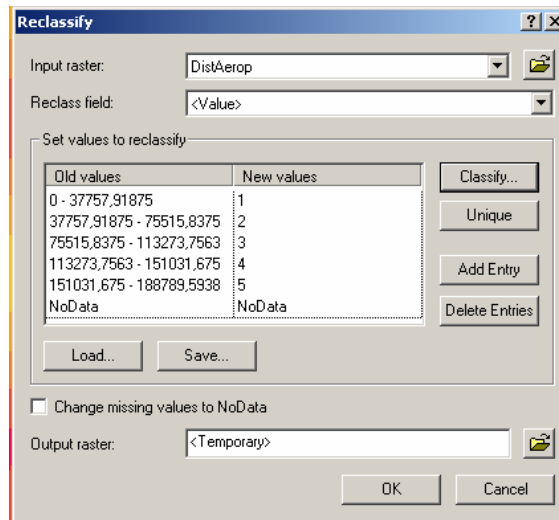 Reclassify
Input raster: DistAerop
Reclass field: <Value>
Set values to reclassify
Old values New values
0 - 37757,91875 1
37757,91875 - 75515,8375 2
75515,8375 - 113273,7563 3
113273,7563 - 151031,675 4
151031,675 - 188789,5938 5
NoData NoData
Classify...
Unique
Add Entry
Delete Entries
Load... Save...
Change missing values to NoData
Output raster: <Temporary>
OK Cancel